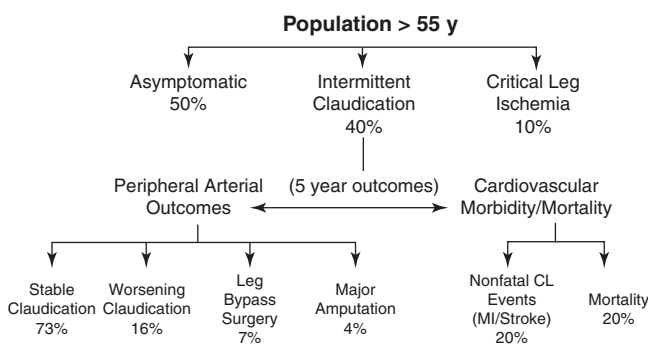 Population > 55 y
Asymptomatic
50%
Intermittent
Claudication
40%
Critical Leg
Ischemia
10%
Peripheral Arterial
Outcomes
(5 year outcomes)
Cardiovascular
Morbidity/Mortality
Stable
Claudication
73%
Worsening
Claudication
16%
Leg
Bypass
Surgery
7%
Major
Amputation
4%
Nonfatal CL
Events
(MI/Stroke)
20%
Mortality
20%